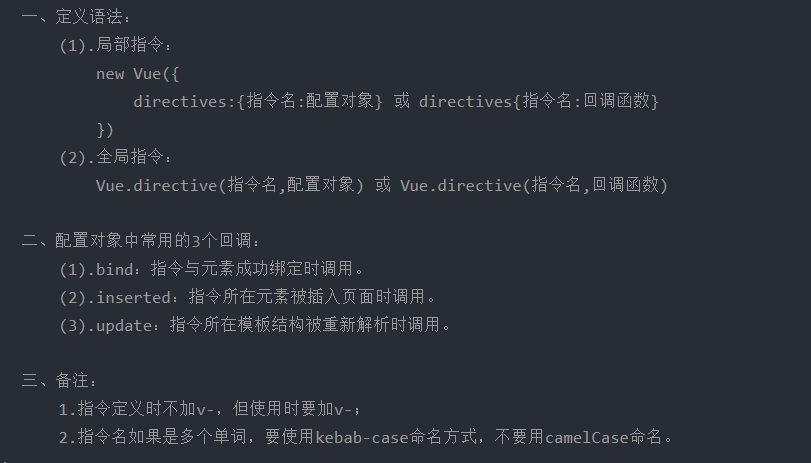 一、定义语法：
(1).局部指令：
new Vue({
directives:{指令名:配置对象} 或 directives{指令名:回调函数}
})
(2).全局指令：
Vue.directive(指令名,配置对象) 或 Vue.directive(指令名,回调函数)
二、配置对象中常用的3个回调：
(1).bind：指令与元素成功绑定时调用。
(2).inserted：指令所在元素被插入页面时调用。
(3).update：指令所在模板结构被重新解析时调用。
三、备注：
1.指令定义时不加v-，但使用时要加v-；
2.指令名如果是多个单词，要使用kebab-case命名方式，不要用camelCase命名。